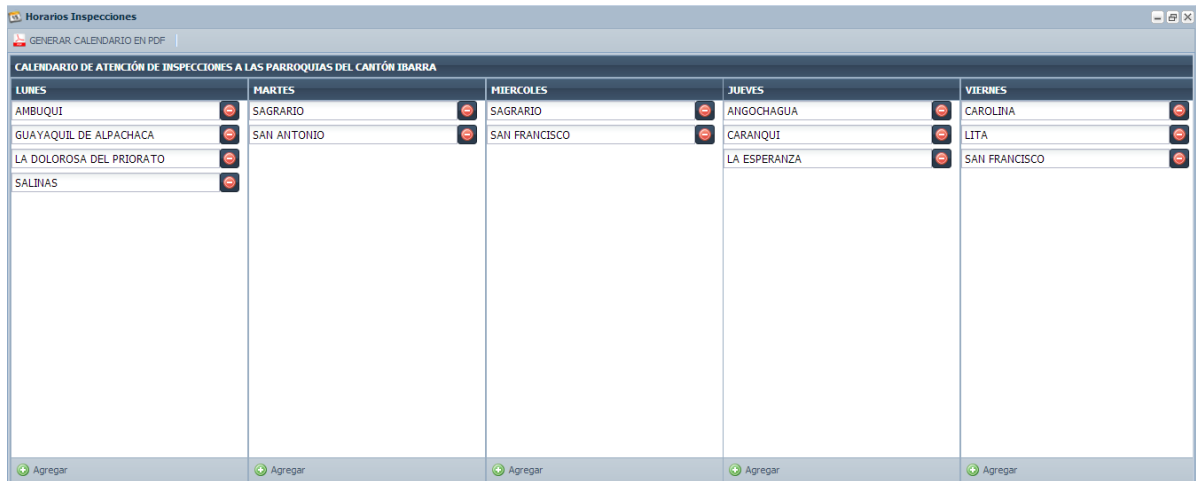 Horarios Inspecciones
GENERAR CALENDARIO EN PDF
CALENDARIO DE ATENCIÓN DE INSPECCIONES A LAS PARROQUIAS DEL CANTÓN IBARRA
LUNES MARTES MIERCOLES JUEVES VIERNES
AMBUQUI SAGRARIO SAGRARIO ANGOCHAGUA CAROLINA
GUAYAQUIL DE ALPACHACA SAN ANTONIO SAN FRANCISCO CARANQUI LITA
LA DOLOROSA DEL PRIORATO LA ESPERANZA SAN FRANCISCO
SALINAS
Agregar Agregar Agregar Agregar Agregar